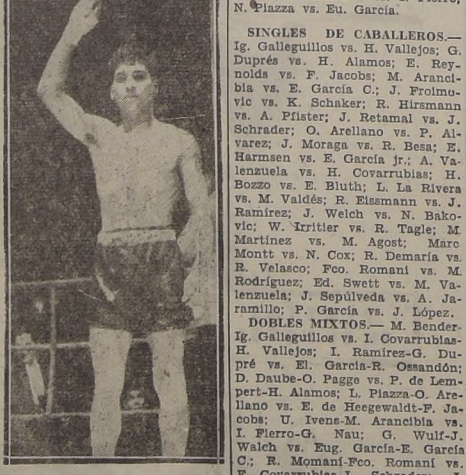 N. Piazza vs. Eu. García.
SINGLES DE CABALLEROS.—
Ig. Galleguillos vs. H. Vallejos; G.
Duprés vs. H. Alamos; E. Rey-
nolds vs. F. Jacobs; M. Aranci-
bia vs. E. García C.; J. Froimo-
vic vs. K. Schaker; R. Hirsmann
vs. A. Pfister; J. Retamal vs. J.
Schrader; O. Arellano vs. P. Al-
varez; J. Moraga vs. R. Besa; E.
Harmsen vs. E. García jr.; A. Va-
lenzuela vs. H. Covarrubias; H.
Bozzo vs. E. Bluth; L. La Rivera
vs. M. Valdés; R. Eissmann vs. J.
Ramírez; J. Welch vs. N. Bako-
vic; W. Irritier vs. R. Tagle; M.
Martínez vs. M. Agost; Marc
Montt vs. N. Cox; R. Demaría vs.
R. Velasco; Fco. Romani vs. M.
Rodríguez; Ed. Swett vs. M. Va-
lenzuela; J. Sepúlveda vs. A. Ja-
ramillo; P. García vs. J. López.
DOBLES MIXTOS.— M. Bender-
Ig. Galleguillos vs. I. Covarrubias-
H. Vallejos; I. Ramírez-G. Du-
pré vs. El. García-R. Ossandón;
D. Daube-O. Pagge vs. P. de Lem-
pert-H. Alamos; L. Piazza-O. Are-
llano vs. E. de Heegewaldt-F. Ja-
cobs; U. Ivens-M. Arancibia vs.
I. Fierro-G. Nau; G. Wulf-J.
Walch vs. Eug. García-E. García
C.; R. Momani-Fco. Romani vs.